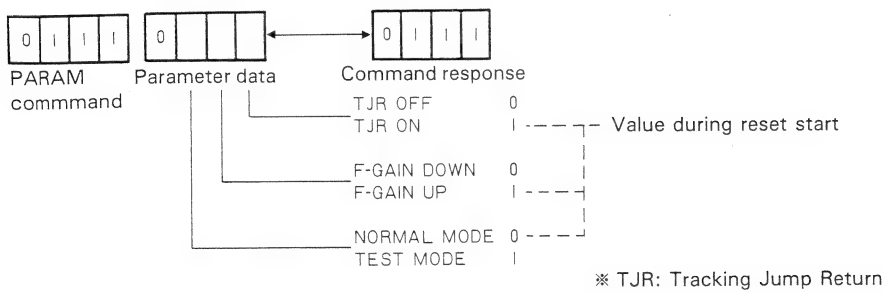 0 1 1 1 0 0 1 1 1
PARAM Parameter data Command response
commmand
TJR OFF 0
TJR ON 1 Value during reset start
F-GAIN DOWN 0
F-GAIN UP 1
NORMAL MODE 0
TEST MODE 1
※ TJR: Tracking Jump Return